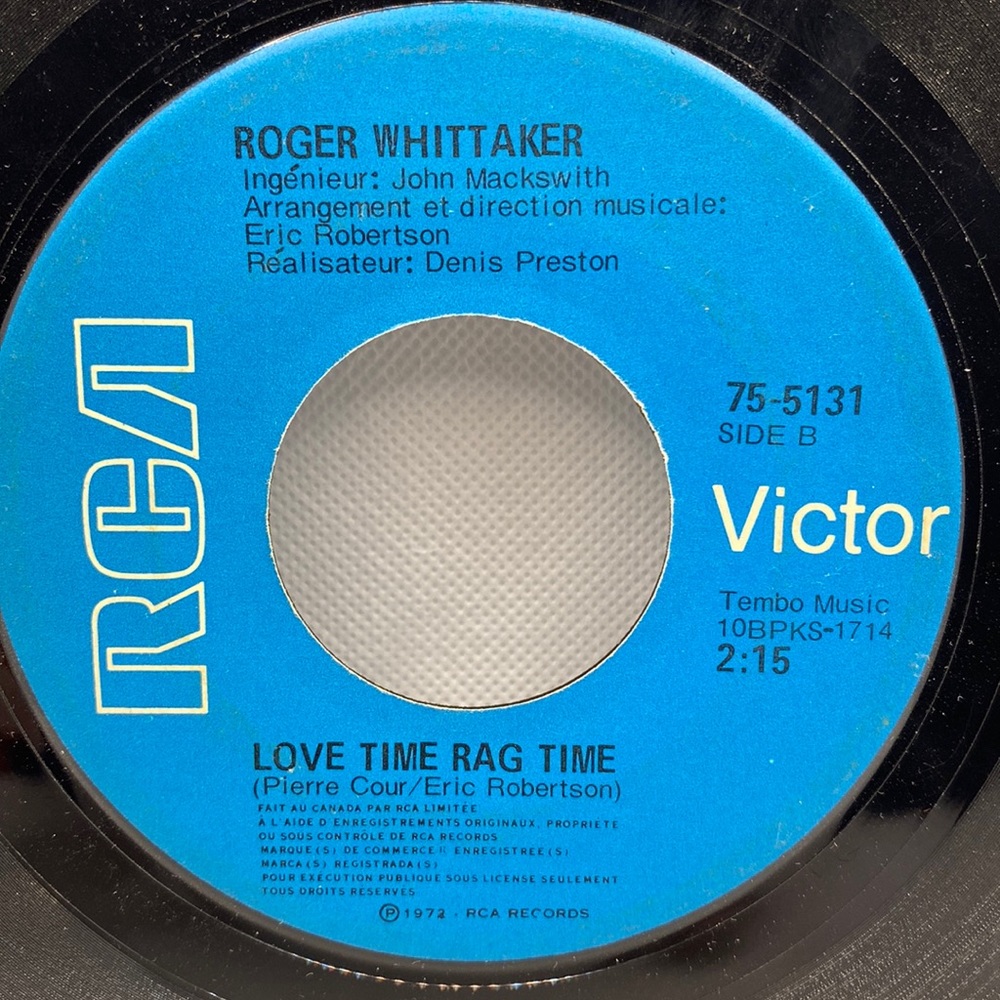 ROGER WHITTAKER
Ingénieur: John Mackswith
Arrangement et direction musicale:
Eric Robertson
Réalisateur: Denis Preston
RCA
75-5131
SIDE B
Victor
Tembo Music
10BPKS-1714
2:15
LOVE TIME RAG TIME
(Pierre Cour/Eric Robertson)
FAIT AU CANADA PAR RCA LIMITÉE
À L'AIDE D'ENREGISTREMENTS ORIGINAUX, PROPRIETE
OU SOUS CONTRÔLE DE RCA RECORDS
MARQUE(S) DE COMMERCE ENREGISTREE(S)
MARCA(S) REGISTRADA(S)
POUR EXECUTION PUBLIQUE SOUS LICENSE SEULEMENT
TOUS DROITS RESERVES
Ⓟ 1972 · RCA RECORDS